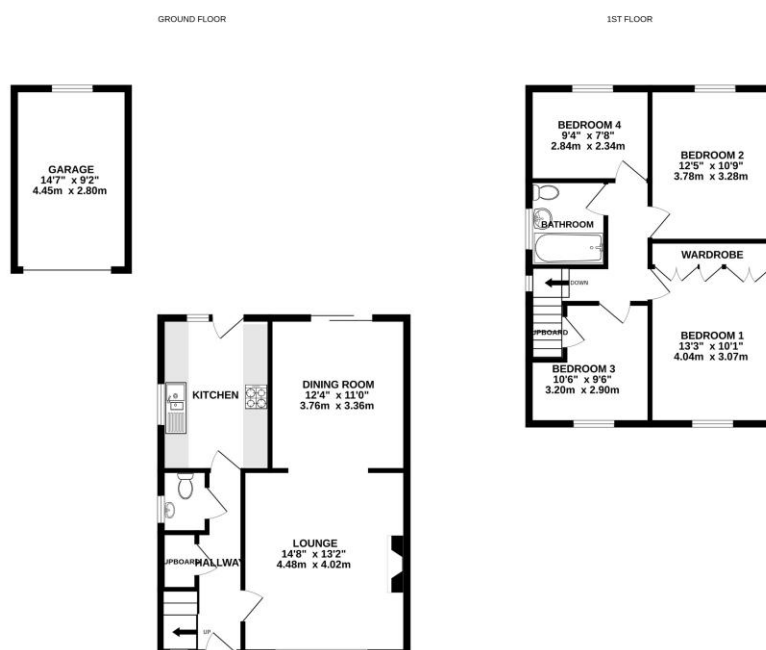 GROUND FLOOR
1ST FLOOR
GARAGE
14'7" x 9'2"
4.45m x 2.80m
BEDROOM 4
9'4" x 7'8"
2.84m x 2.34m
BEDROOM 2
12'5" x 10'9"
3.78m x 3.28m
BATHROOM
WARDROBE
DOWN
UPBOARD
BEDROOM 1
13'3" x 10'1"
4.04m x 3.07m
BEDROOM 3
10'6" x 9'6"
3.20m x 2.90m
KITCHEN
DINING ROOM
12'4" x 11'0"
3.76m x 3.36m
LOUNGE
14'8" x 13'2"
4.48m x 4.02m
UPBOARD
HALLWAY
UP